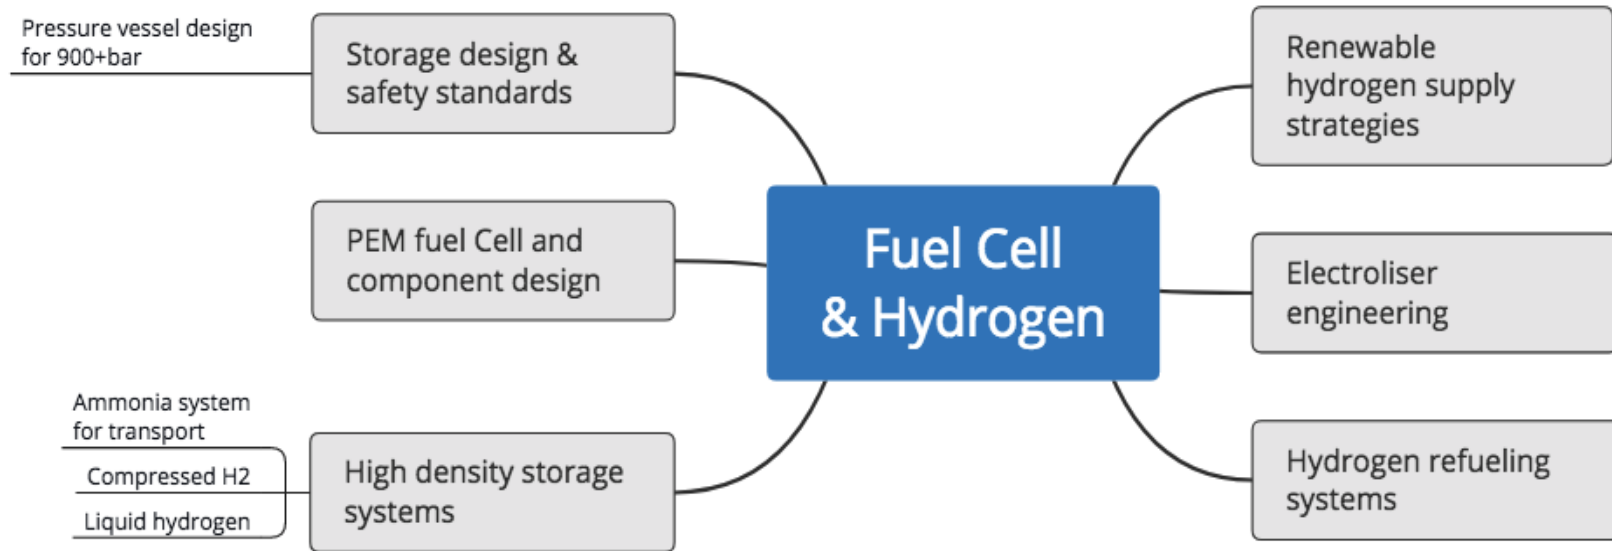 Pressure vessel design
for 900+bar
Storage design &
safety standards
PEM fuel Cell and
component design
Ammonia system
for transport
Compressed H2
Liquid hydrogen
High density storage
systems
Fuel Cell
& Hydrogen
Renewable
hydrogen supply
strategies
Electroliser
engineering
Hydrogen refueling
systems